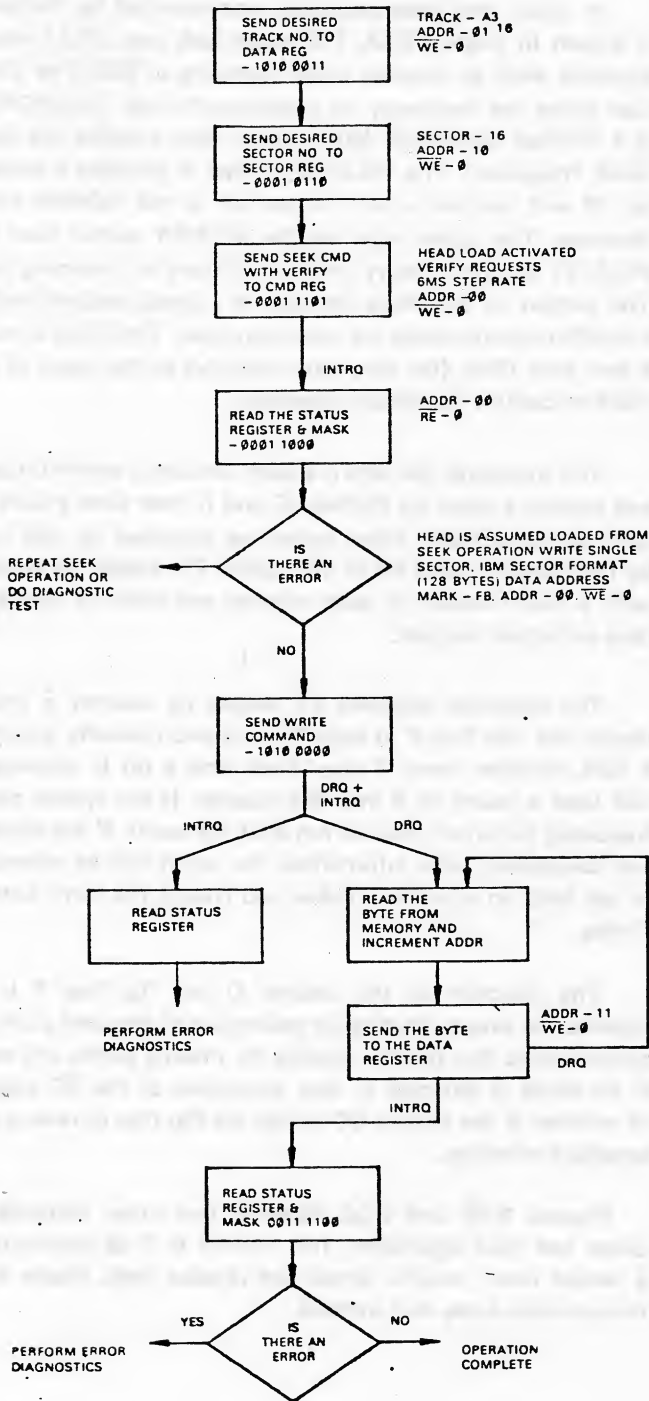 SEND DESIRED
TRACK NO. TO
DATA REG
-1010 0011
TRACK - A3
ADDR -01 16
WE -0
SEND DESIRED
SECTOR NO. TO
SECTOR REG
-0001 0110
SECTOR - 16
ADDR - 10
WE -0
SEND SEEK CMD
WITH VERIFY
TO CMD REG
-0001 1101
HEAD LOAD ACTIVATED
VERIFY REQUESTS
6MS STEP RATE
ADDR -00
WE -0
INTRQ
READ THE STATUS
REGISTER & MASK
-0001 1000
ADDR -00
RE -0
IS
THERE AN
ERROR
REPEAT SEEK
OPERATION OR
DO DIAGNOSTIC
TEST
HEAD IS ASSUMED LOADED FROM
SEEK OPERATION WRITE SINGLE
SECTOR, IBM SECTOR FORMAT
(128 BYTES) DATA ADDRESS
MARK - FB, ADDR -00. WE -0
NO
SEND WRITE
COMMAND
-1010 0000
DRQ +
INTRQ
INTRQ
DRQ
READ STATUS
REGISTER
READ THE
BYTE FROM
MEMORY AND
INCREMENT ADDR
PERFORM ERROR
DIAGNOSTICS
SEND THE BYTE
TO THE DATA
REGISTER
ADDR -11
WE -0
DRQ
INTRQ
READ STATUS
REGISTER &
MASK 0011 1100
YES
IS
THERE AN
ERROR
NO
PERFORM ERROR
DIAGNOSTICS
OPERATION
COMPLETE